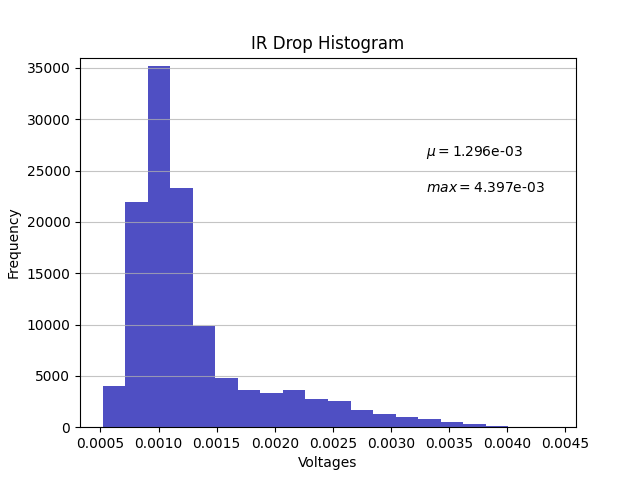 IR Drop Histogram
35000
30000
25000
20000
15000
10000
5000
0
Frequency
μ = 1.296e-03
max = 4.397e-03
0.0005 0.0010 0.0015 0.0020 0.0025 0.0030 0.0035 0.0040 0.0045
Voltages